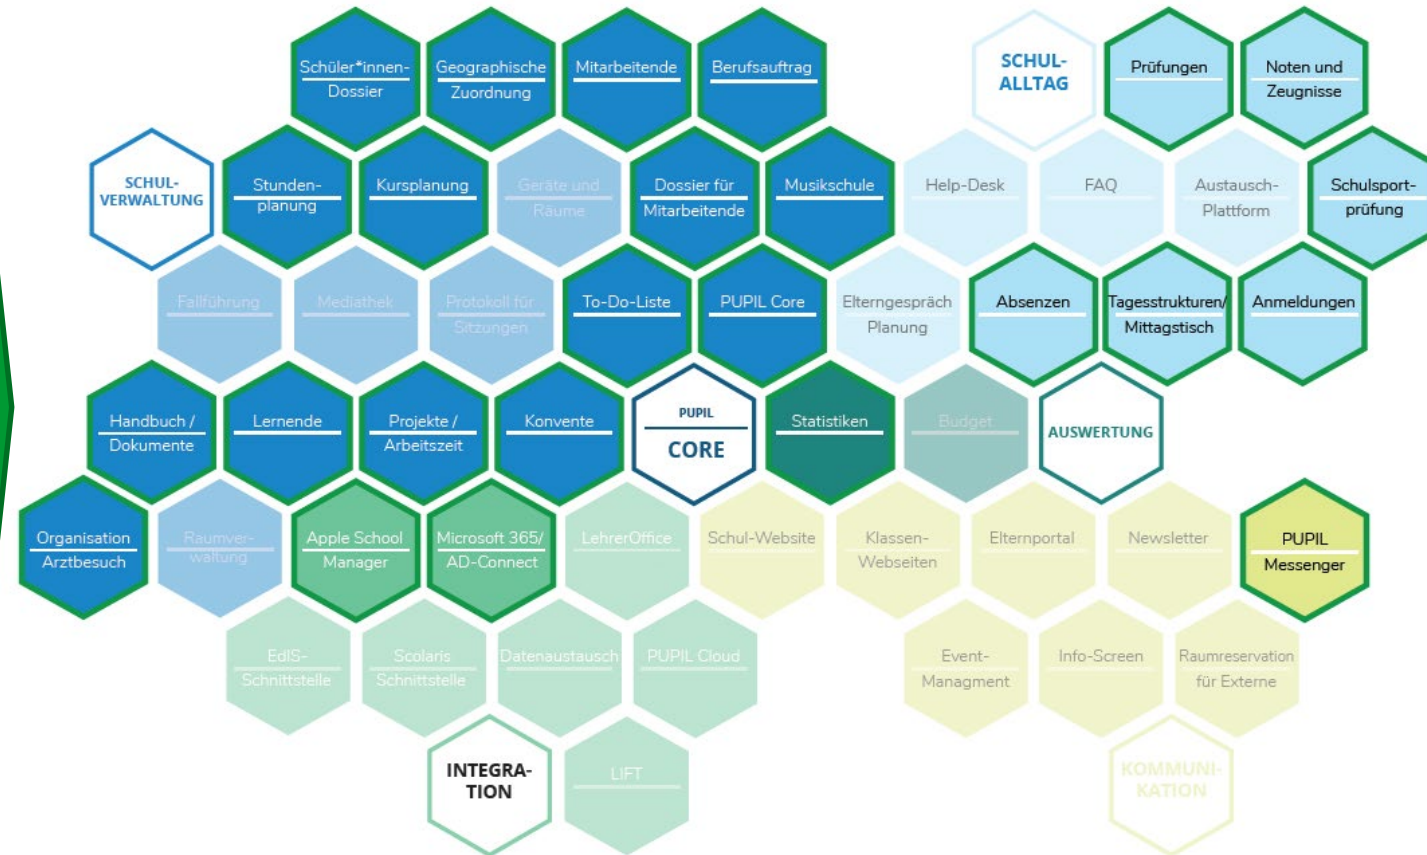 Schüler*innen-
Dossier
Geographische
Zuordnung
Mitarbeitende
Berufsauftrag
SCHUL-
ALLTAG
Prüfungen
Noten und
Zeugnisse
SCHUL-
VERWALTUNG
Stunden-
planung
Kursplanung
Geräte und
Räume
Dossier für
Mitarbeitende
Musikschule
Help-Desk
FAQ
Austausch-
Plattform
Schulsport-
prüfung
Fallführung
Mediathek
Protokoll für
Sitzungen
To-Do-Liste
PUPIL Core
Elterngespräch
Planung
Absenzen
Tagesstrukturen/
Mittagstisch
Anmeldungen
Handbuch /
Dokumente
Lernende
Projekte /
Arbeitszeit
Konvente
PUPIL
CORE
Statistiken
Budget
AUSWERTUNG
Organisation
Arztbesuch
Raumver-
waltung
Apple School
Manager
Microsoft 365/
AD-Connect
LehrerOffice
Schul-Website
Klassen-
Webseiten
Elternportal
Newsletter
PUPIL
Messenger
EdIS-
Schnittstelle
Scolaris
Schnittstelle
Datenaustausch
PUPIL Cloud
Event-
Managment
Info-Screen
Raumreservation
für Externe
INTEGRA-
TION
LIFT
KOMMUNI-
KATION